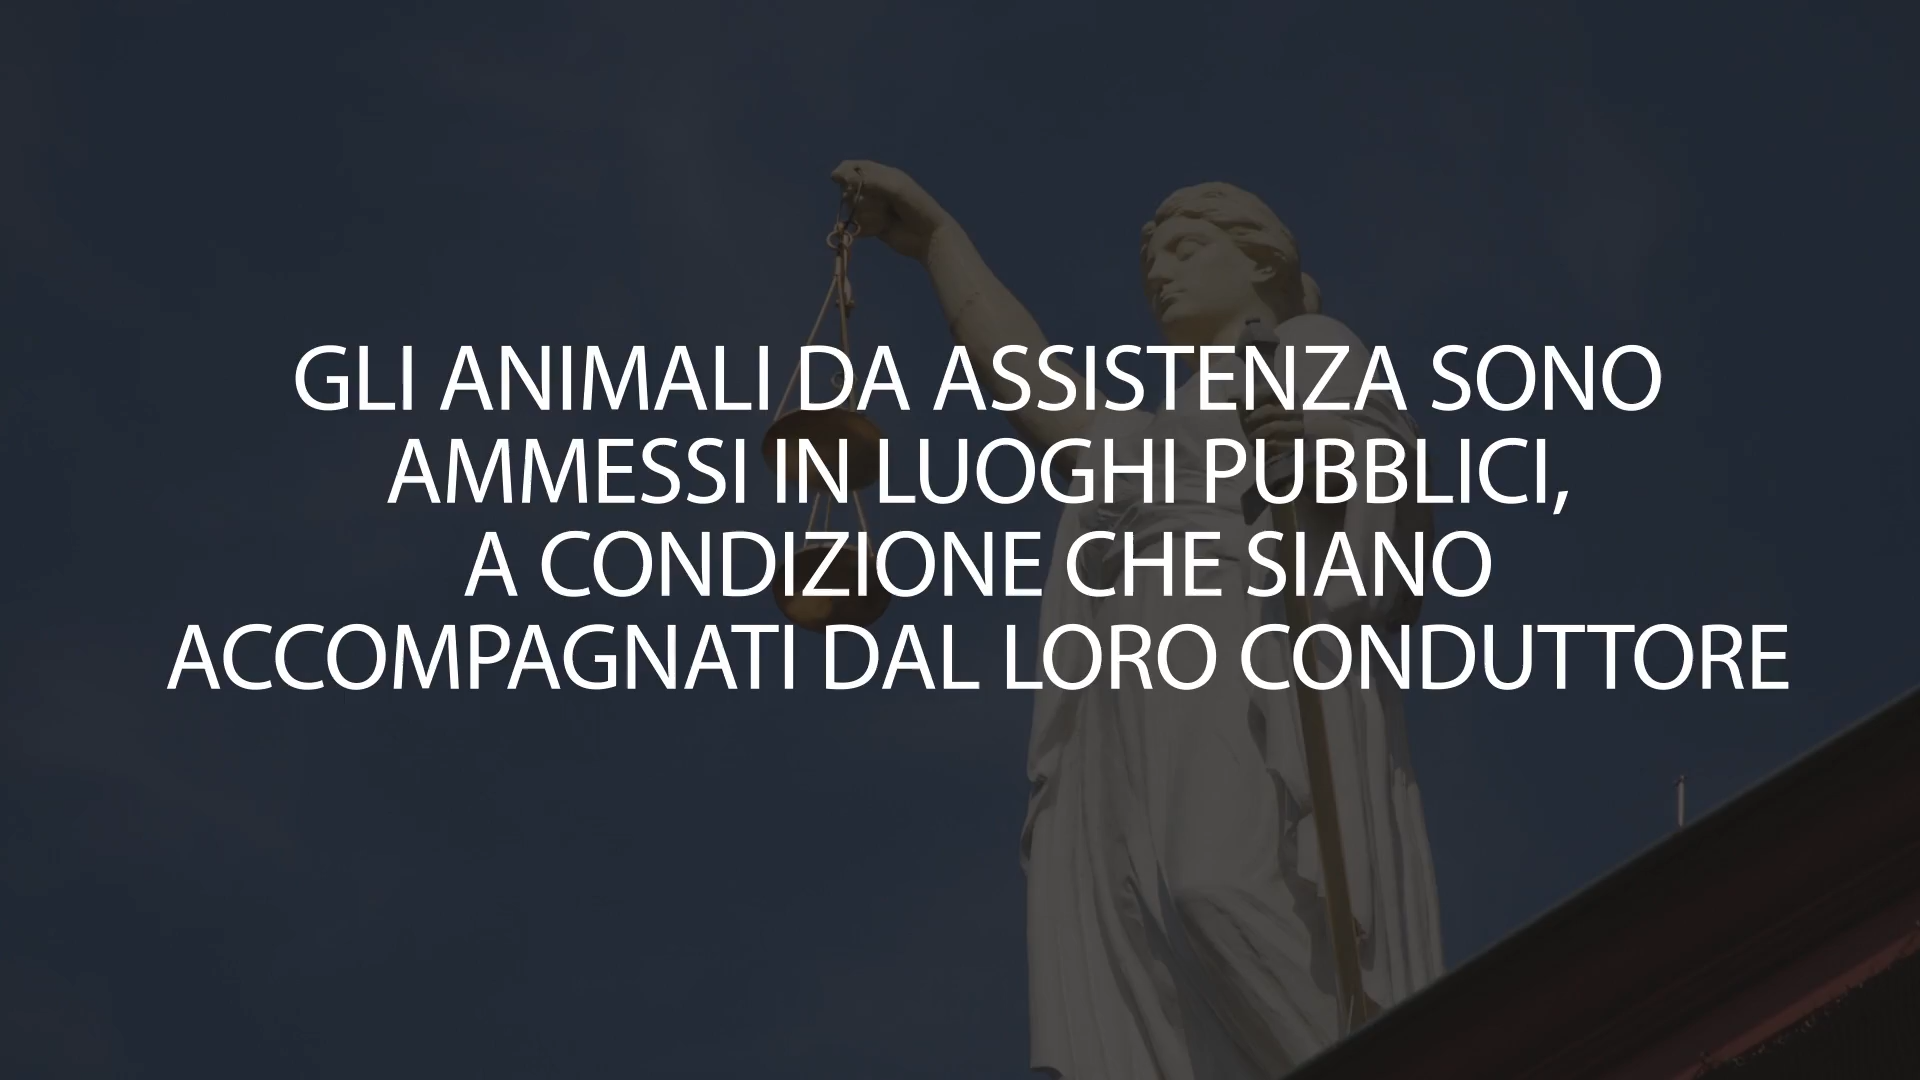 GLI ANIMALI DA ASSISTENZA SONO
AMMESSI IN LUOGHI PUBBLICI,
A CONDIZIONE CHE SIANO
ACCOMPAGNATI DAL LORO CONDUTTORE